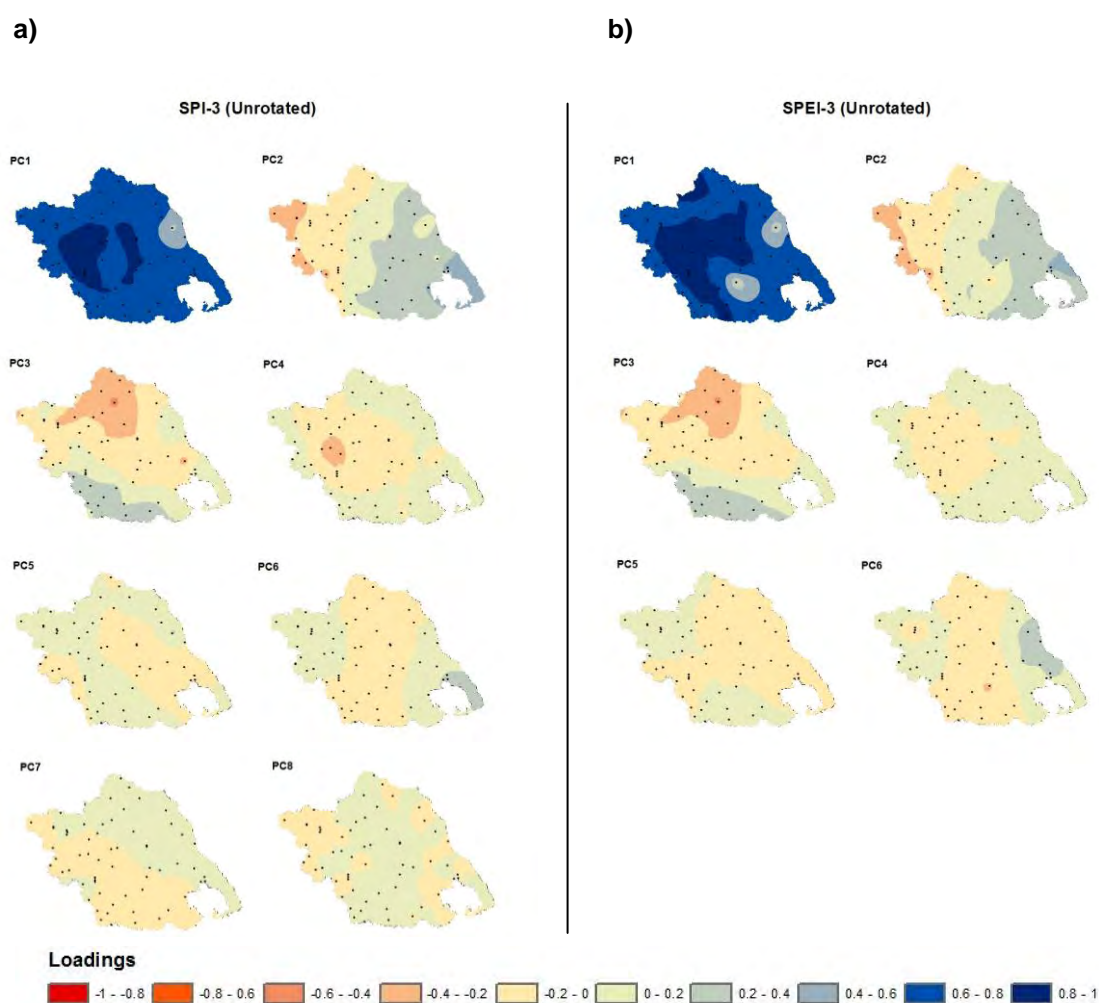 a)
b)
SPI-3 (Unrotated)
SPEI-3 (Unrotated)
PC1
PC2
PC1
PC2
PC3
PC4
PC3
PC4
PC5
PC6
PC5
PC6
PC7
PC8
Loadings
-1 - -0.8
-0.8 - 0.6
-0.6 - -0.4
-0.4 - -0.2
-0.2 - 0
0 - 0.2
0.2 - 0.4
0.4 - 0.6
0.6 - 0.8
0.8 - 1